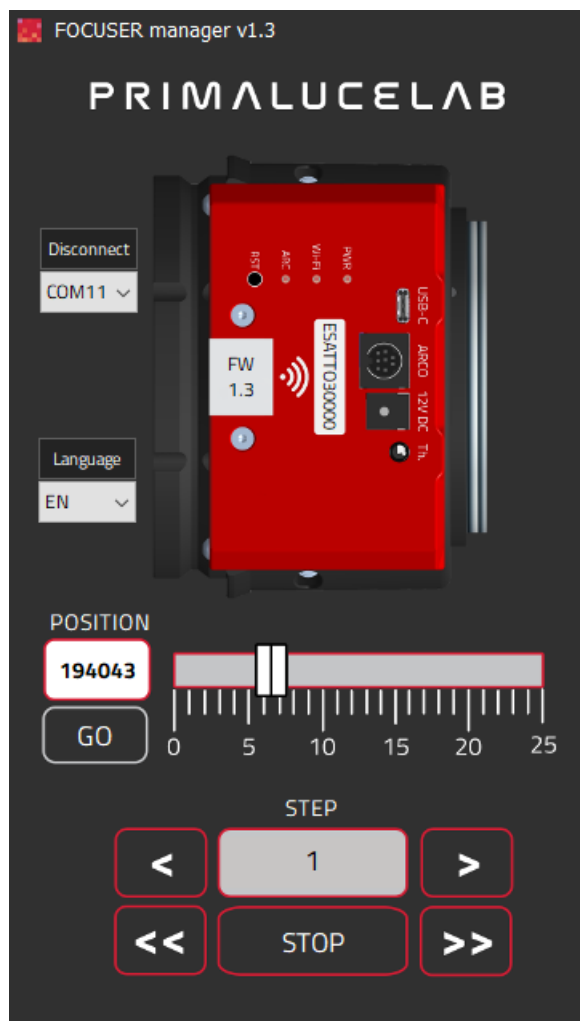 FOCUSER manager v1.3
PRIMALUCELAB
Disconnect
COM11
RST
ARC
Wi-Fi
PWR
USB-C
ARCO
12V DC
Th.
FW
1.3
ESATTO30000
Language
EN
POSITION
194043
GO
0 5 10 15 20 25
STEP
< 1 >
<< STOP >>